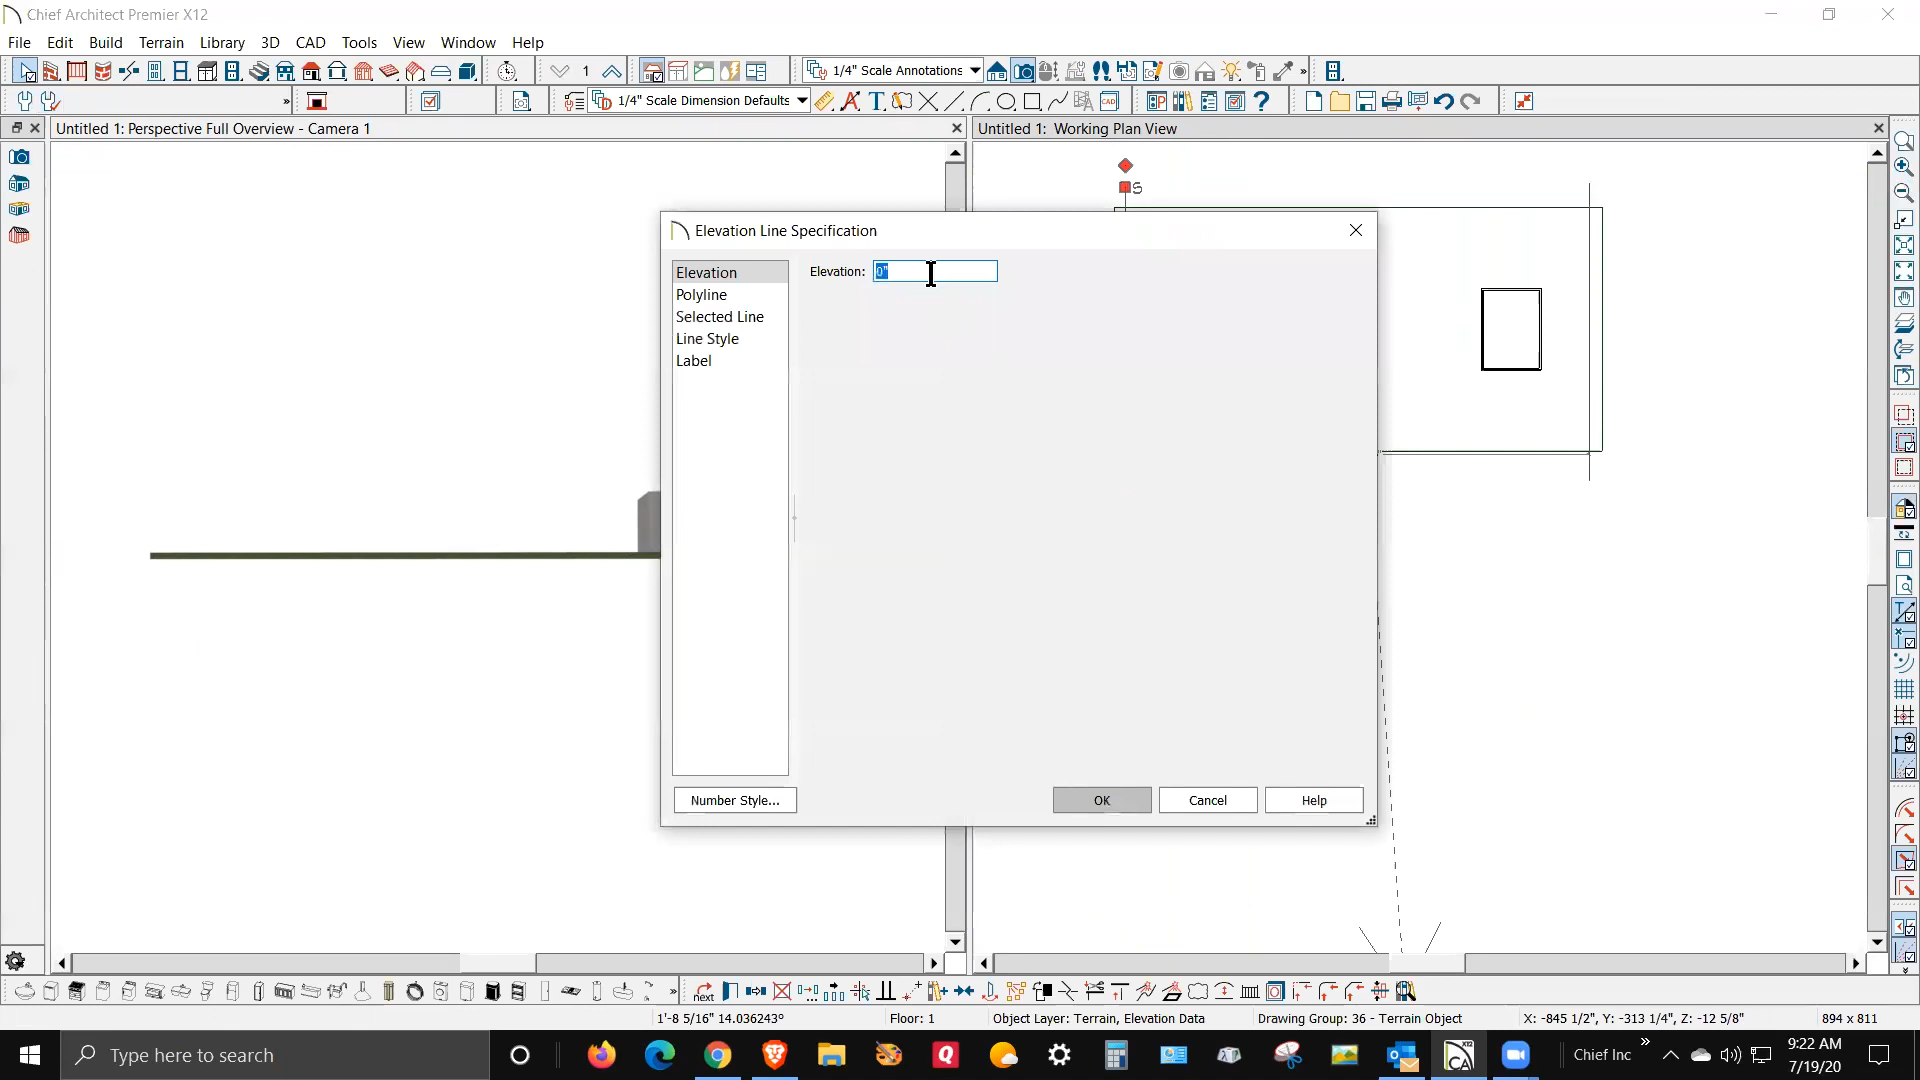 Chief Architect Premier X12
File Edit Build Terrain Library 3D CAD Tools View Window Help
1 1/4" Scale Annotations
1/4" Scale Dimension Defaults
Untitled 1: Perspective Full Overview - Camera 1
Untitled 1: Working Plan View
S
Elevation Line Specification
Elevation
Polyline
Selected Line
Line Style
Label
Elevation: 0"
Number Style...
OK Cancel Help
next
1'-8 5/16" 14.036243º Floor: 1 Object Layer: Terrain, Elevation Data Drawing Group: 36 - Terrain Object X: -845 1/2", Y: -313 1/4", Z: -12 5/8" 894 x 811
Type here to search
Chief Inc
9:22 AM
7/19/20